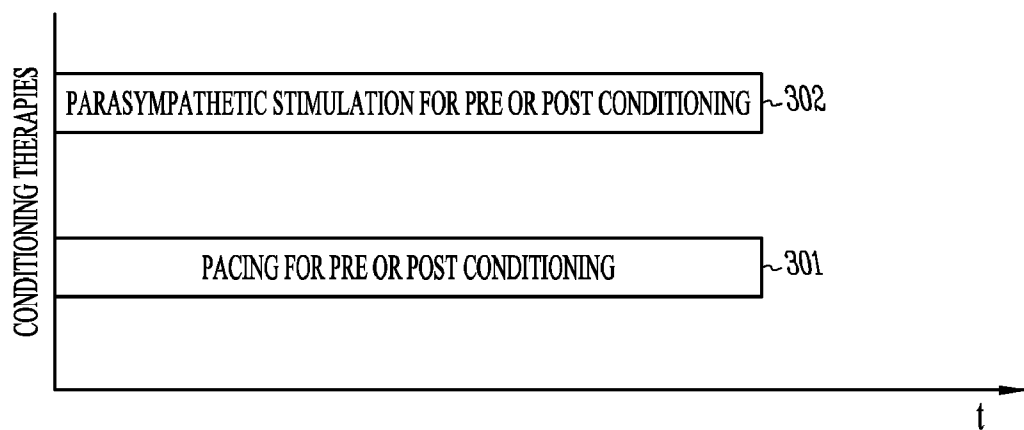 CONDITIONING THERAPIES
PARASYMPATHETIC STIMULATION FOR PRE OR POST CONDITIONING
302
PACING FOR PRE OR POST CONDITIONING
301
t